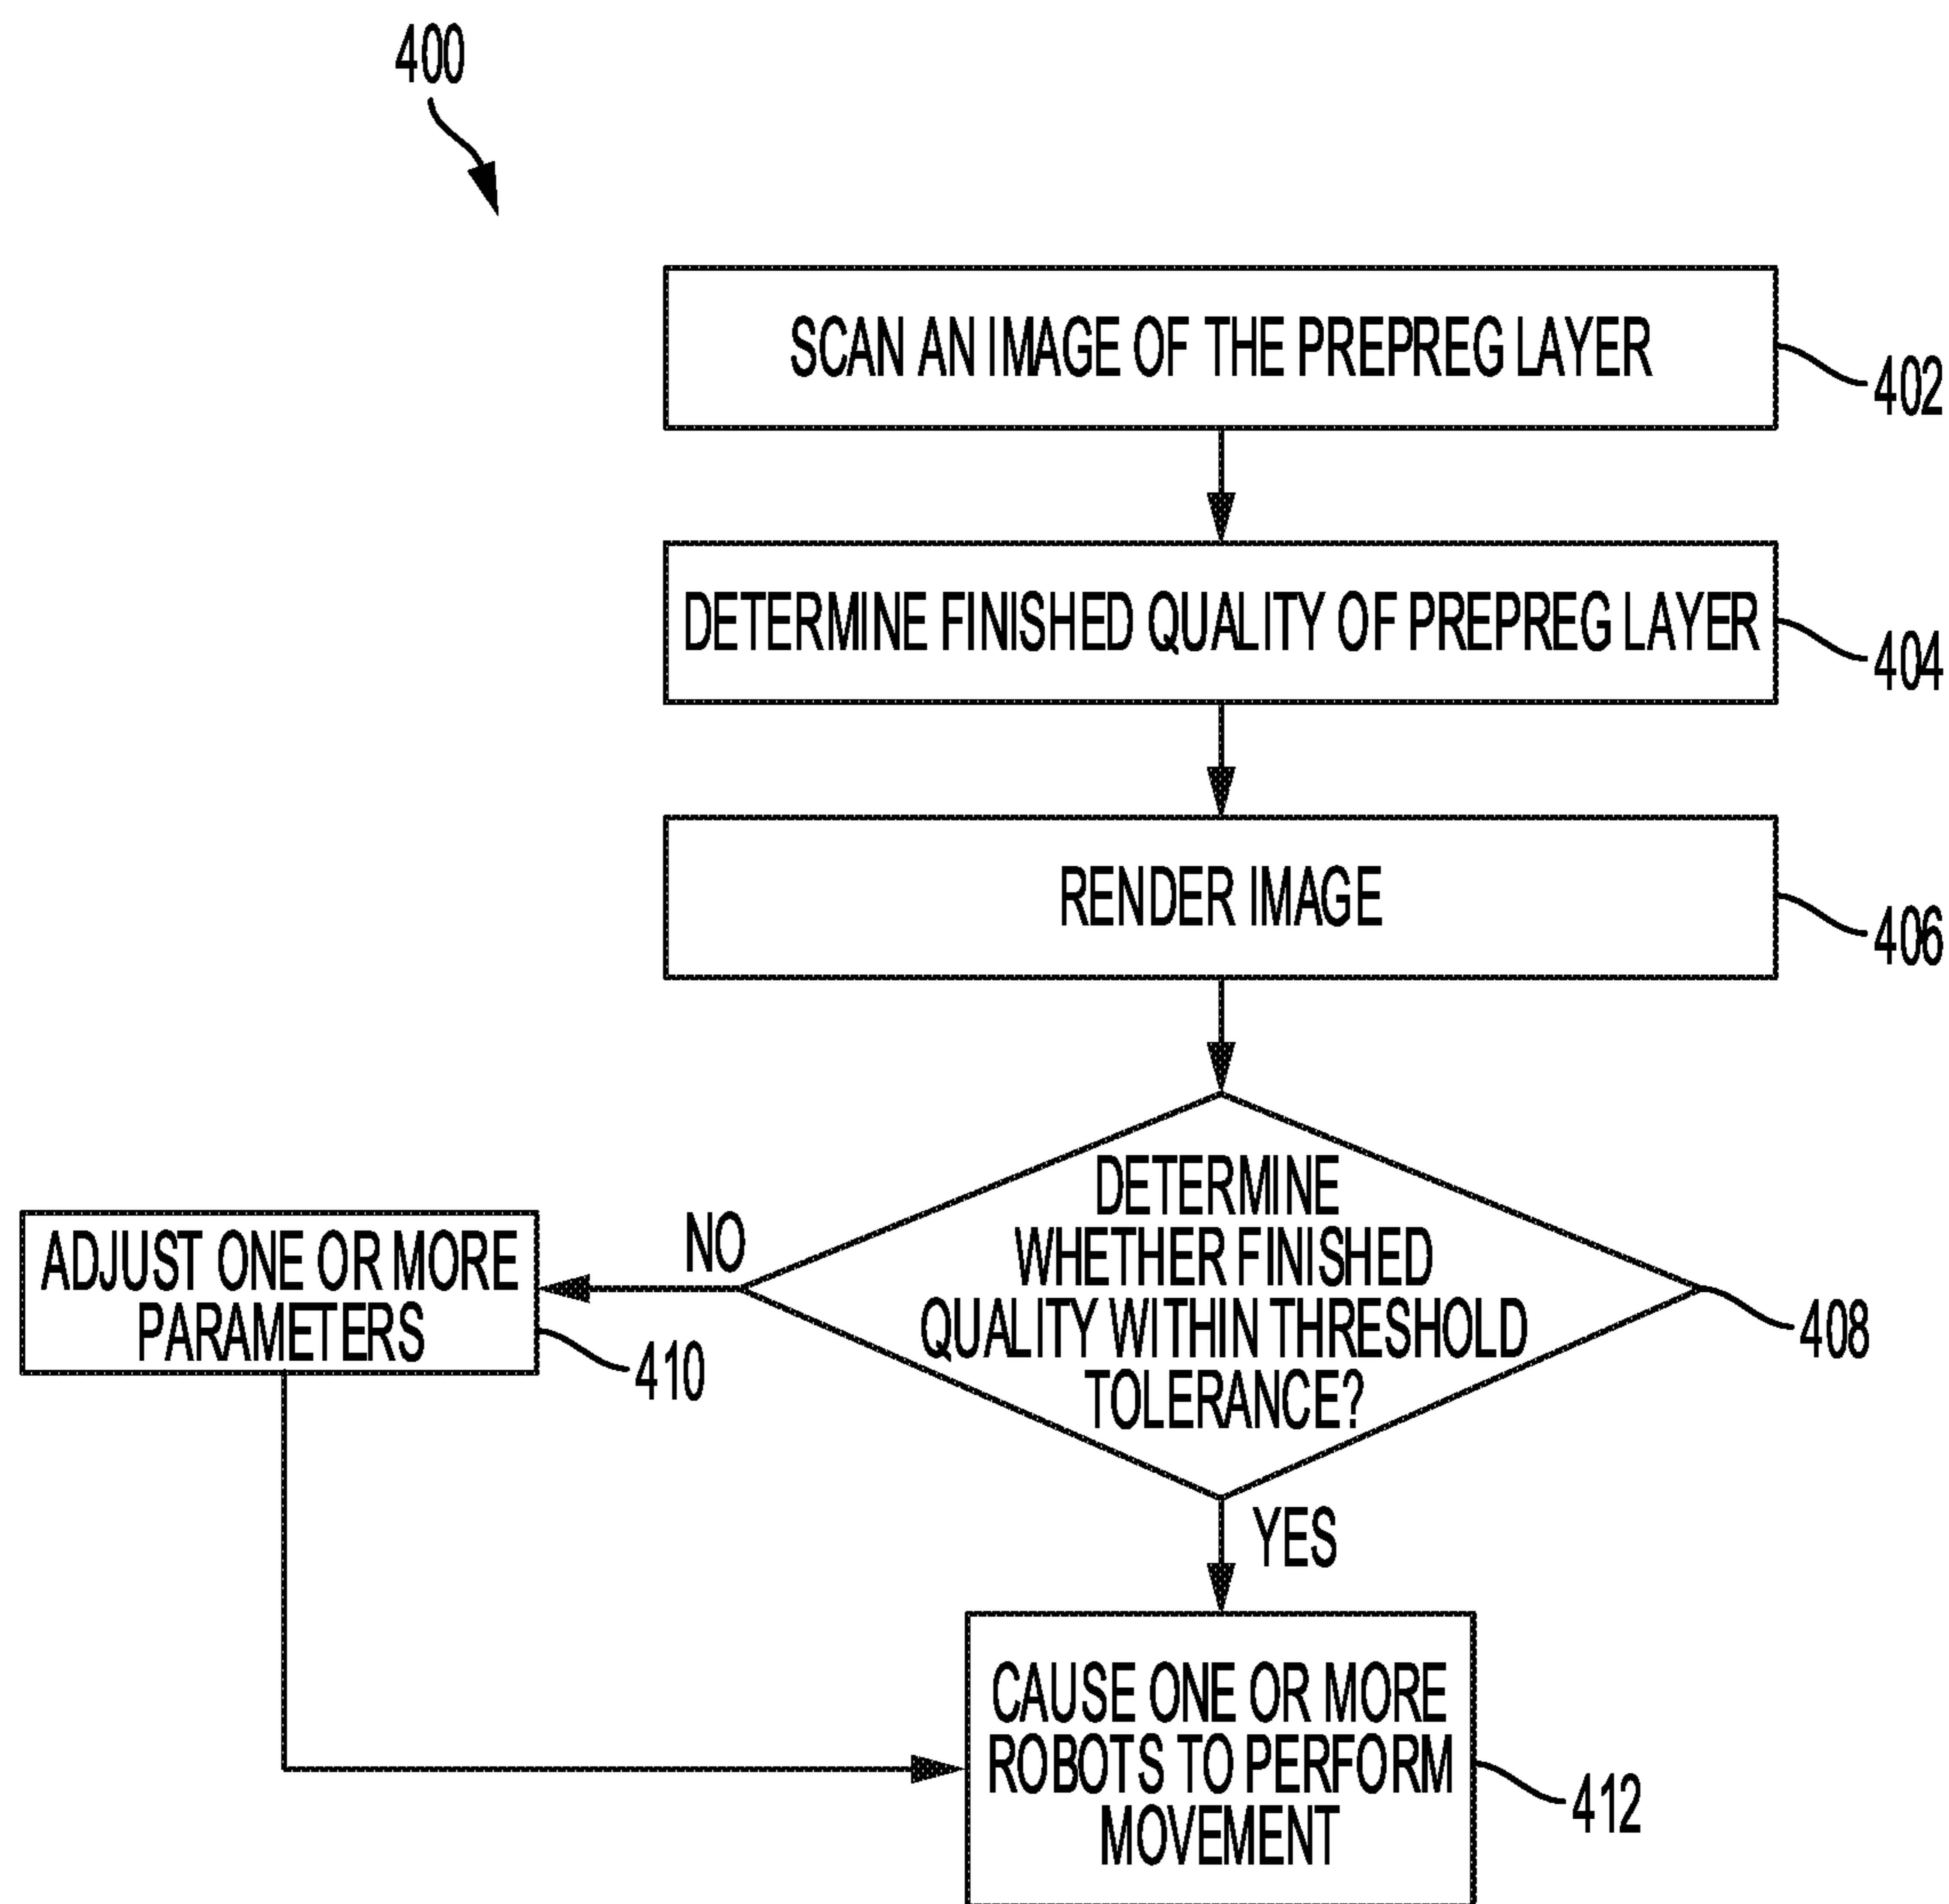 400
SCAN AN IMAGE OF THE PREPREG LAYER
402
DETERMINE FINISHED QUALITY OF PREPREG LAYER
404
RENDER IMAGE
406
DETERMINE
WHETHER FINISHED
QUALITY WITHIN THRESHOLD
TOLERANCE?
408
NO
ADJUST ONE OR MORE
PARAMETERS
410
YES
CAUSE ONE OR MORE
ROBOTS TO PERFORM
MOVEMENT
412